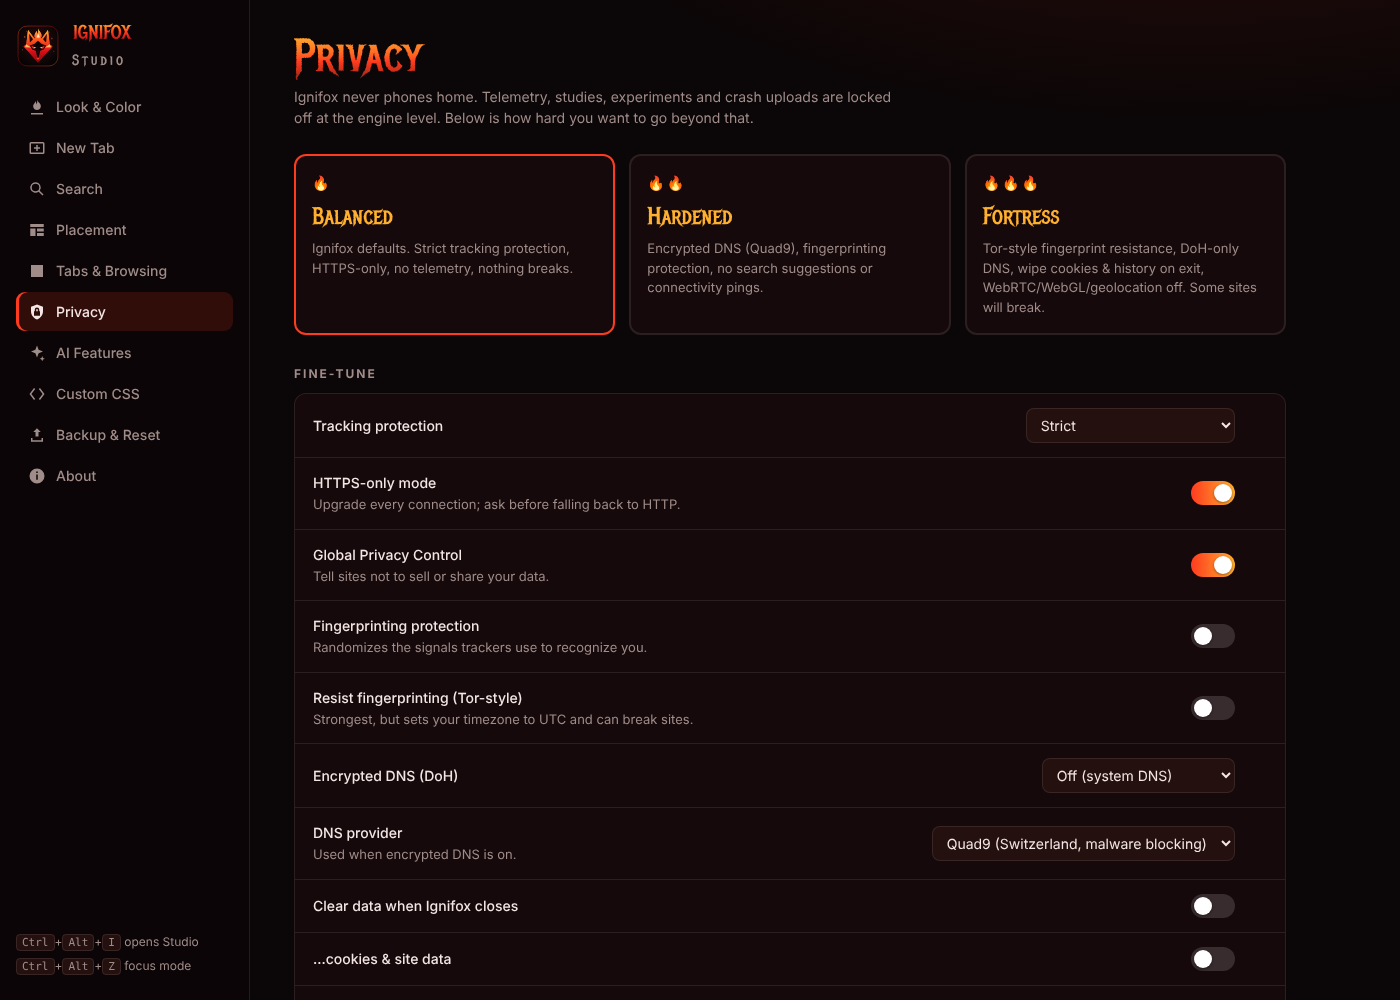 IGNIFOX
STUDIO
Look & Color
New Tab
Search
Placement
Tabs & Browsing
Privacy
AI Features
Custom CSS
Backup & Reset
About
Ctrl+Alt+I opens Studio
Ctrl+Alt+Z focus mode
PRIVACY
Ignifox never phones home. Telemetry, studies, experiments and crash uploads are locked
off at the engine level. Below is how hard you want to go beyond that.
BALANCED
Ignifox defaults. Strict tracking protection,
HTTPS-only, no telemetry, nothing breaks.
HARDENED
Encrypted DNS (Quad9), fingerprinting
protection, no search suggestions or
connectivity pings.
FORTRESS
Tor-style fingerprint resistance, DoH-only
DNS, wipe cookies & history on exit,
WebRTC/WebGL/geolocation off. Some sites
will break.
FINE-TUNE
Tracking protection
Strict
HTTPS-only mode
Upgrade every connection; ask before falling back to HTTP.
Global Privacy Control
Tell sites not to sell or share your data.
Fingerprinting protection
Randomizes the signals trackers use to recognize you.
Resist fingerprinting (Tor-style)
Strongest, but sets your timezone to UTC and can break sites.
Encrypted DNS (DoH)
Off (system DNS)
DNS provider
Used when encrypted DNS is on.
Quad9 (Switzerland, malware blocking)
Clear data when Ignifox closes
...cookies & site data